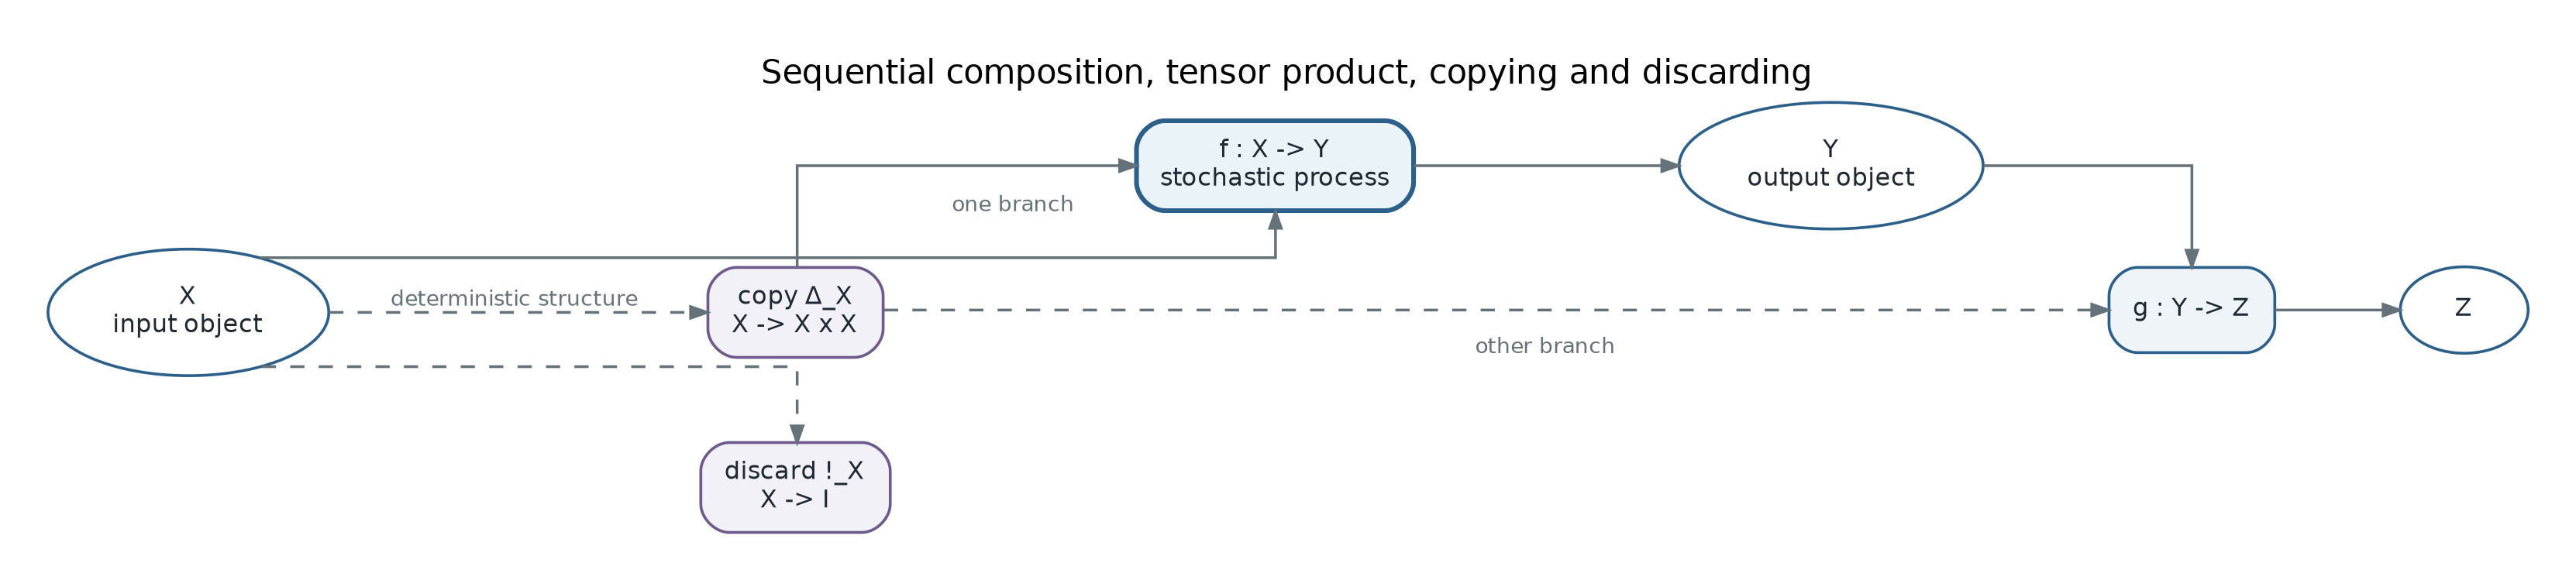 Sequential composition, tensor product, copying and discarding
f : X -> Y
stochastic process
Y
output object
one branch
X
input object
deterministic structure
copy Δ_X
X -> X x X
g : Y -> Z
Z
other branch
discard !_X
X -> I